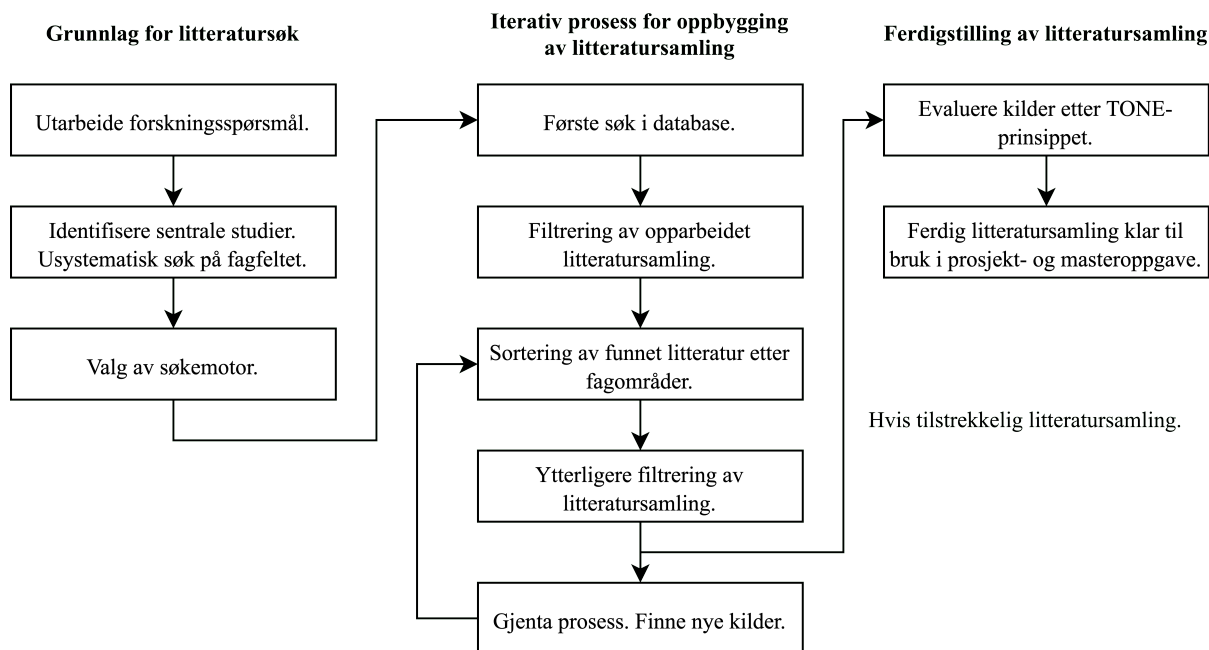 Grunnlag for litteratursøk
Utarbeide forskningsspørsmål.
Identifisere sentrale studier.
Usystematisk søk på fagfeltet.
Valg av søkemotor.
Iterativ prosess for oppbygging
av litteratursamling
Første søk i database.
Filtrering av opparbeidet
litteratursamling.
Sortering av funnet litteratur etter
fagområder.
Ytterligere filtrering av
litteratursamling.
Gjenta prosess. Finne nye kilder.
Ferdigstilling av litteratursamling
Evaluere kilder etter TONE-
prinsippet.
Ferdig litteratursamling klar til
bruk i prosjekt- og masteroppgave.
Hvis tilstrekkelig litteratursamling.